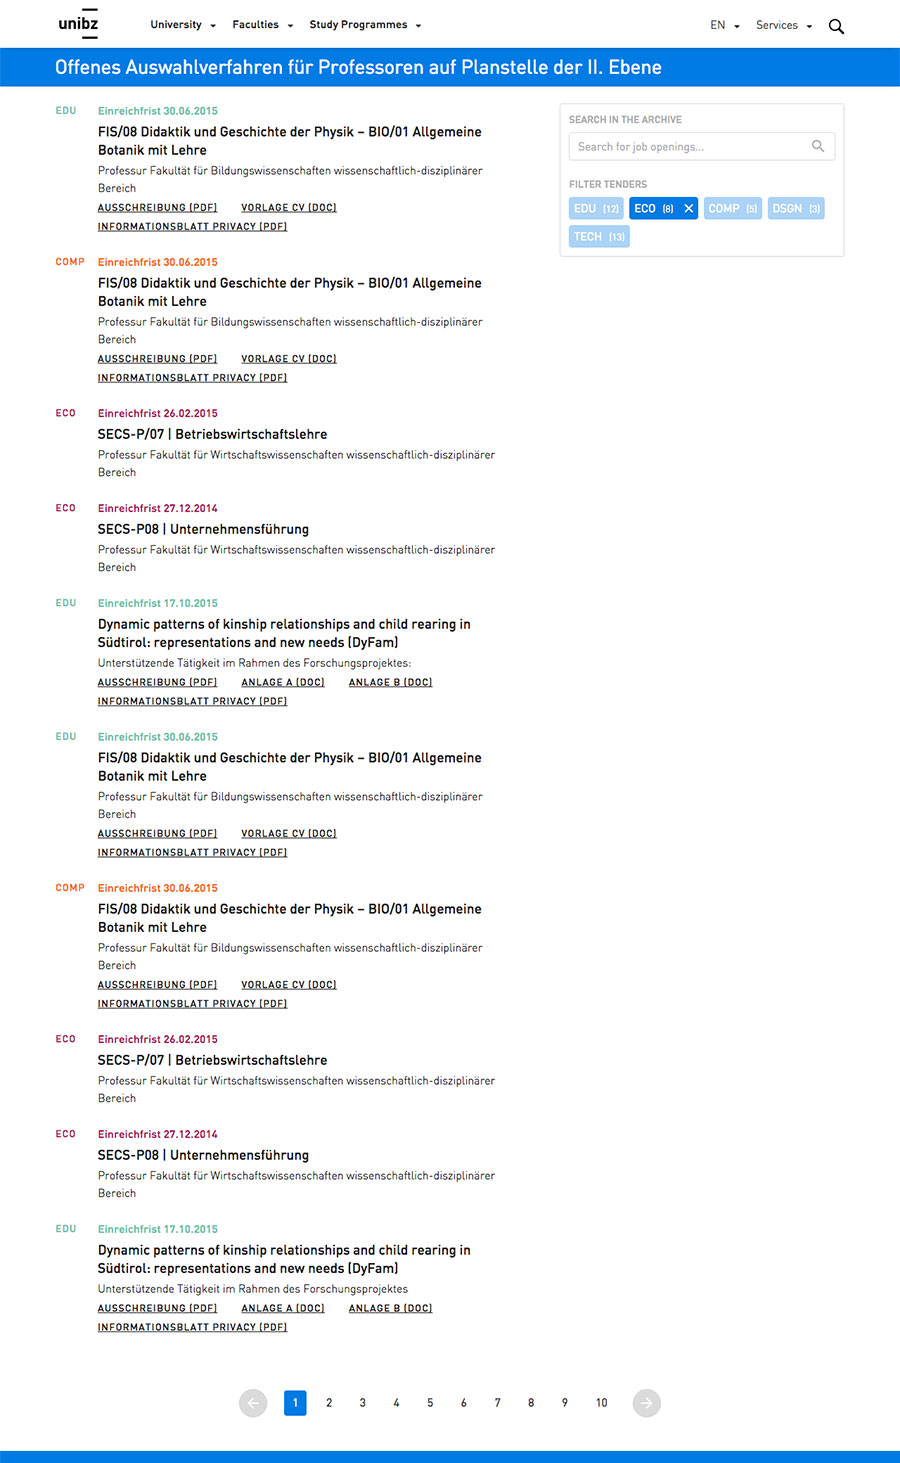 unibz
University
Faculties
Study Programmes
EN
Services
Offenes Auswahlverfahren für Professoren auf Planstelle der II. Ebene
EDU
Einreichfrist 30.06.2015
FIS/08 Didaktik und Geschichte der Physik – BIO/01 Allgemeine
Botanik mit Lehre
Professur Fakultät für Bildungswissenschaften wissenschaftlich-disziplinärer
Bereich
AUSSCHREIBUNG (PDF) VORLAGE CV (DOC)
INFORMATIONSBLATT PRIVACY (PDF)
COMP
Einreichfrist 30.06.2015
FIS/08 Didaktik und Geschichte der Physik – BIO/01 Allgemeine
Botanik mit Lehre
Professur Fakultät für Bildungswissenschaften wissenschaftlich-disziplinärer
Bereich
AUSSCHREIBUNG (PDF) VORLAGE CV (DOC)
INFORMATIONSBLATT PRIVACY (PDF)
ECO
Einreichfrist 26.02.2015
SECS-P/07 | Betriebswirtschaftslehre
Professur Fakultät für Wirtschaftswissenschaften wissenschaftlich-disziplinärer
Bereich
ECO
Einreichfrist 27.12.2014
SECS-P08 | Unternehmensführung
Professur Fakultät für Wirtschaftswissenschaften wissenschaftlich-disziplinärer
Bereich
EDU
Einreichfrist 17.10.2015
Dynamic patterns of kinship relationships and child rearing in
Südtirol: representations and new needs (DyFam)
Unterstützende Tätigkeit im Rahmen des Forschungsprojektes:
AUSSCHREIBUNG (PDF) ANLAGE A (DOC) ANLAGE B (DOC)
INFORMATIONSBLATT PRIVACY (PDF)
EDU
Einreichfrist 30.06.2015
FIS/08 Didaktik und Geschichte der Physik – BIO/01 Allgemeine
Botanik mit Lehre
Professur Fakultät für Bildungswissenschaften wissenschaftlich-disziplinärer
Bereich
AUSSCHREIBUNG (PDF) VORLAGE CV (DOC)
INFORMATIONSBLATT PRIVACY (PDF)
COMP
Einreichfrist 30.06.2015
FIS/08 Didaktik und Geschichte der Physik – BIO/01 Allgemeine
Botanik mit Lehre
Professur Fakultät für Bildungswissenschaften wissenschaftlich-disziplinärer
Bereich
AUSSCHREIBUNG (PDF) VORLAGE CV (DOC)
INFORMATIONSBLATT PRIVACY (PDF)
ECO
Einreichfrist 26.02.2015
SECS-P/07 | Betriebswirtschaftslehre
Professur Fakultät für Wirtschaftswissenschaften wissenschaftlich-disziplinärer
Bereich
ECO
Einreichfrist 27.12.2014
SECS-P08 | Unternehmensführung
Professur Fakultät für Wirtschaftswissenschaften wissenschaftlich-disziplinärer
Bereich
EDU
Einreichfrist 17.10.2015
Dynamic patterns of kinship relationships and child rearing in
Südtirol: representations and new needs (DyFam)
Unterstützende Tätigkeit im Rahmen des Forschungsprojektes
AUSSCHREIBUNG (PDF) ANLAGE A (DOC) ANLAGE B (DOC)
INFORMATIONSBLATT PRIVACY (PDF)
SEARCH IN THE ARCHIVE
Search for job openings...
FILTER TENDERS
EDU (12) ECO (8) COMP (5) DSGN (3)
TECH (13)
1 2 3 4 5 6 7 8 9 10